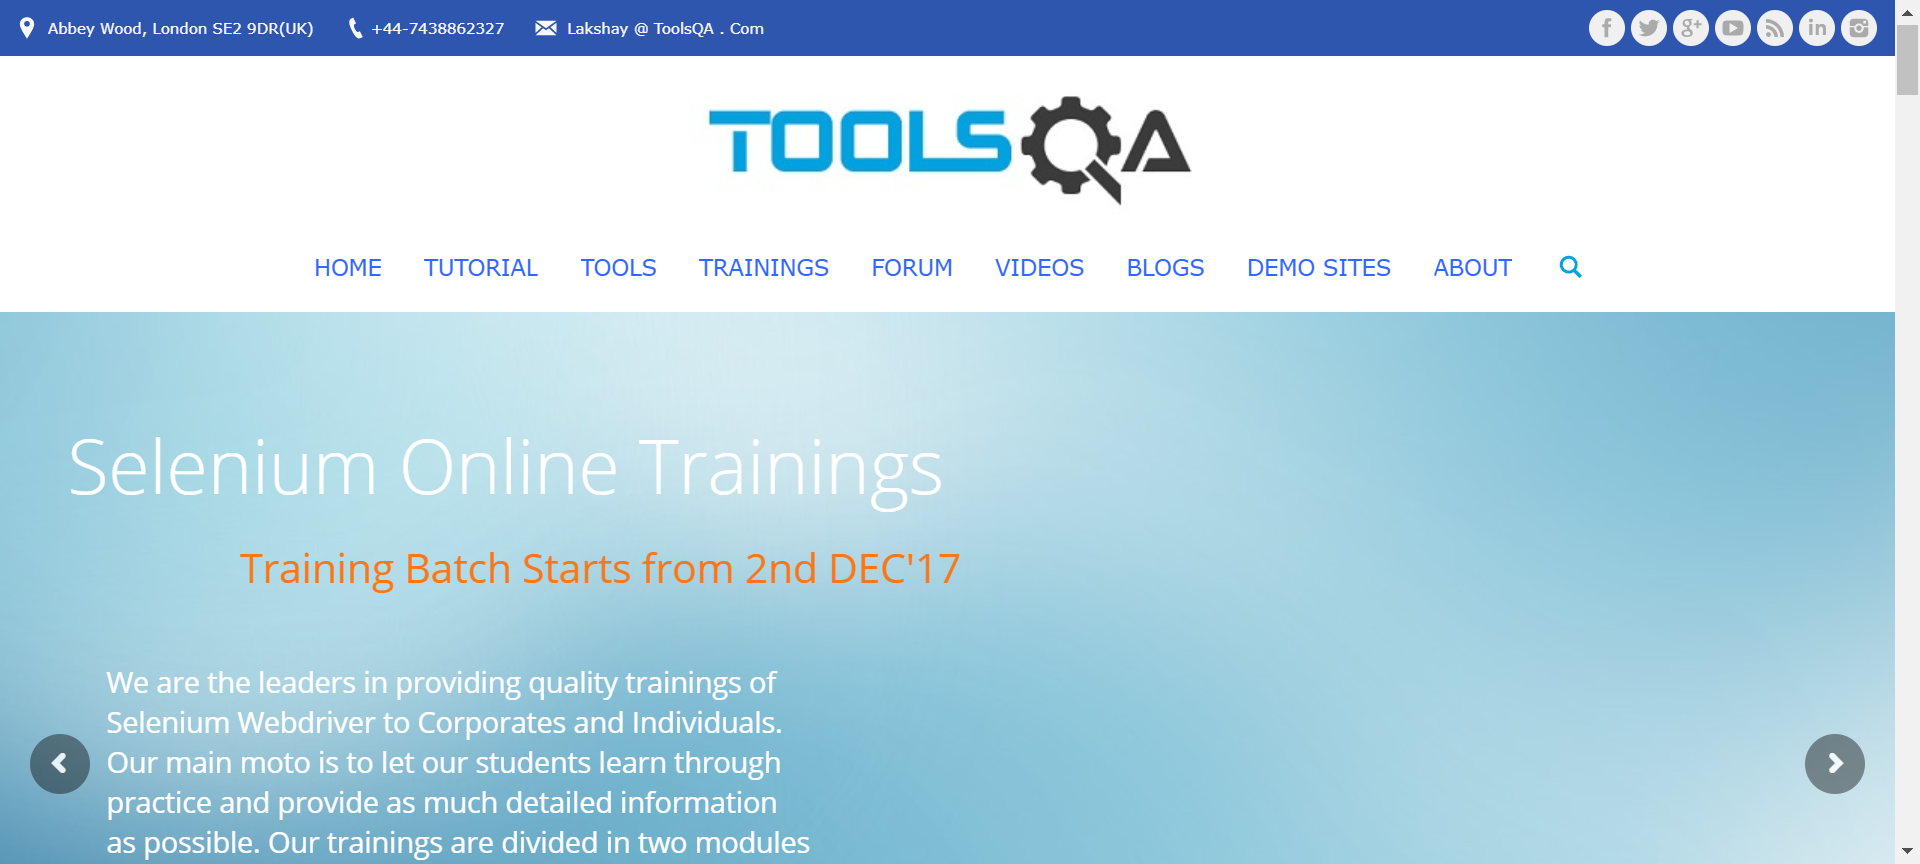 Abbey Wood, London SE2 9DR(UK) +44-7438862327 Lakshay @ ToolsQA . Com
TOOLSQA
HOME TUTORIAL TOOLS TRAININGS FORUM VIDEOS BLOGS DEMO SITES ABOUT
Selenium Online Trainings
Training Batch Starts from 2nd DEC'17
We are the leaders in providing quality trainings of
Selenium Webdriver to Corporates and Individuals.
Our main moto is to let our students learn through
practice and provide as much detailed information
as possible. Our trainings are divided in two modules